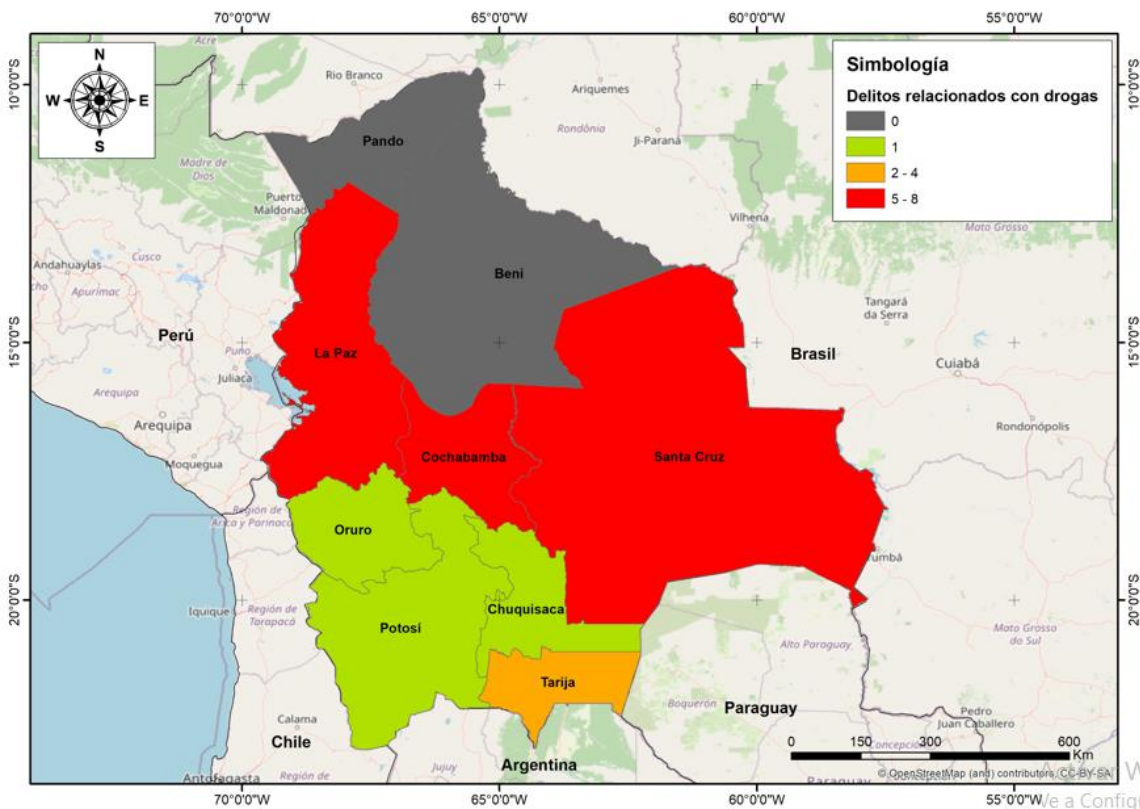 70°0'0"W 65°0'0"W 60°0'0"W 55°0'0"W
N
W E
S
Simbología
Delitos relacionados con drogas
0
1
2 - 4
5 - 8
10°0'0"S
10°0'0"S
Acre
Rio Branco
Ariquemes
Rondônia
Ji-Paraná
Pando
Madre de
Dios
Puerto
Maldonad
Vilhena
Mato Grosso
Cusco
Andahuaylas
Apurímac
Beni
Tangará
da Serra
15°0'0"S
15°0'0"S
Perú
La Paz
Brasil
Puno
Juliaca
Cuiabá
Arequipa
Arequipa
Rondonópolis
Moquegua
Cochabamba
Santa Cruz
Región de
Arica y Parinaco
Oruro
umbá
20°0'0"S
20°0'0"S
Iquique
Región de
Tarapacá
Chuquisaca
Potosí
Mato Grosso
do Sul
Alto Paraguay
Tarija
Boquerón
Paraguay
Pedro
Juan Caballero
Calama
Chile
Concepción
0 150 300 600
Km
Antofagasta
Región de
Jujuy
Argentina
Paraguay
© OpenStreetMap (and) contributors, CC-BY-SA
Ve a Config
70°0'0"W 65°0'0"W 60°0'0"W 55°0'0"W